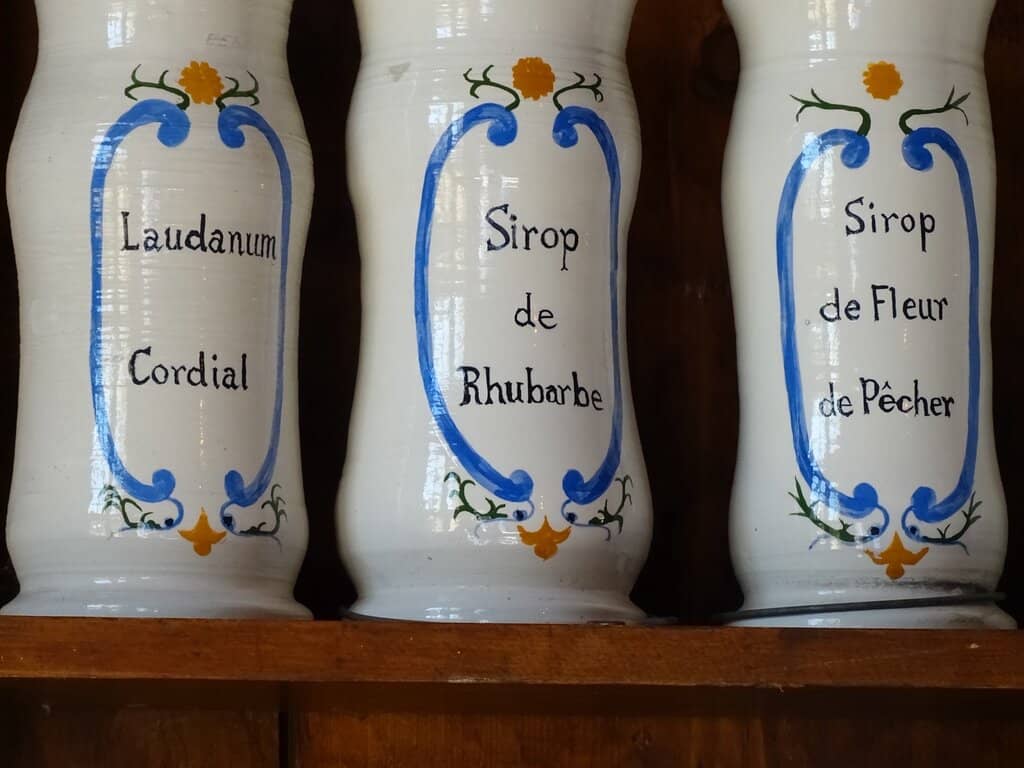 Laudanum
Cordial
Sirop
de
Rhubarbe
Sirop
de Fleur
de Pêcher